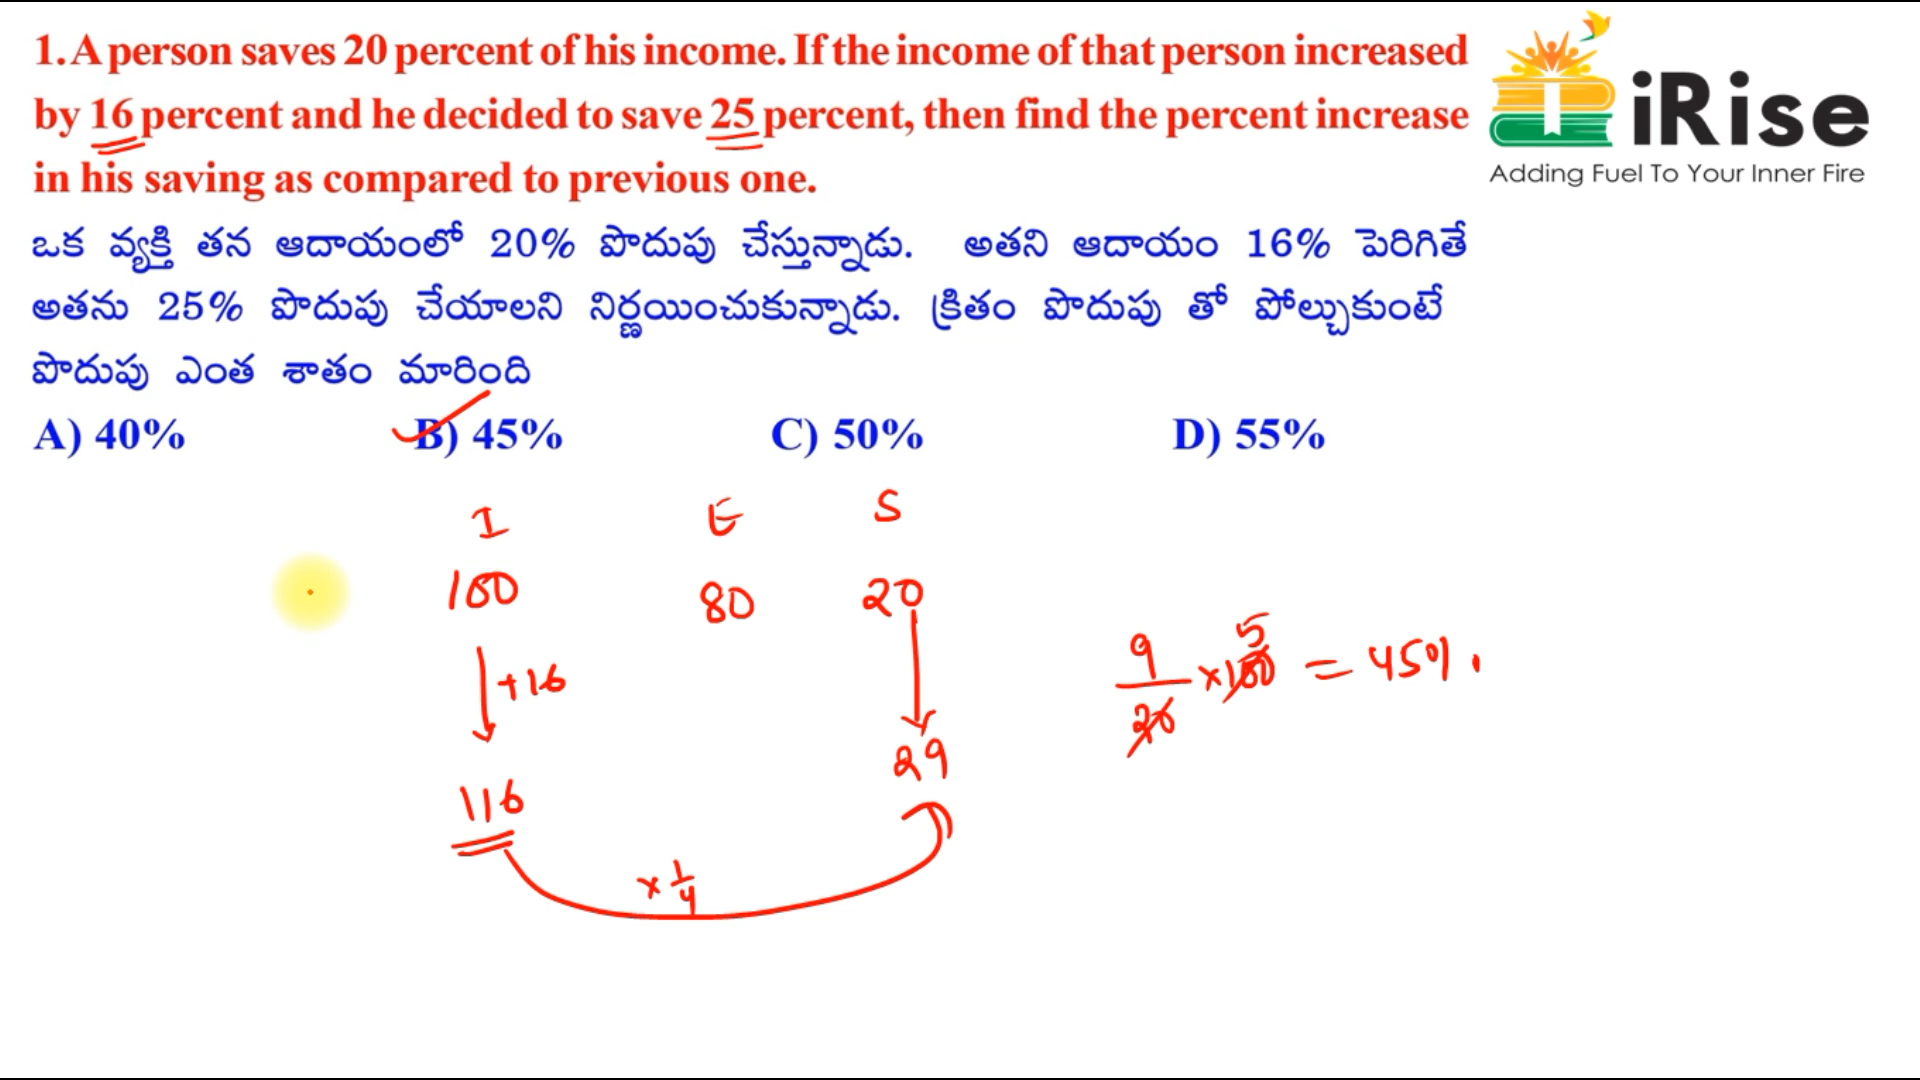 1. A person saves 20 percent of his income. If the income of that person increased
by 16 percent and he decided to save 25 percent, then find the percent increase
in his saving as compared to previous one.
ఒక వ్యక్తి తన ఆదాయంలో 20% పొదుపు చేస్తున్నాడు. అతని ఆదాయం 16% పెరిగితే
అతను 25% పొదుపు చేయాలని నిర్ణయించుకున్నాడు. క్రితం పొదుపు తో పోల్చుకుంటే
పొదుపు ఎంత శాతం మారింది
A) 40% B) 45% C) 50% D) 55%
iRise
Adding Fuel To Your Inner Fire
I E S
100 80 20
+16
9/20 × 100 5 = 45%.
29
116
× 1/4